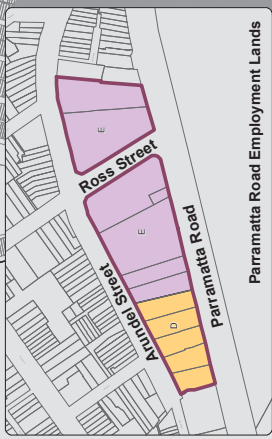 Parramatta Road Employment Lands
E
Ross Street
E
Arundel Street
Parramatta Road
D